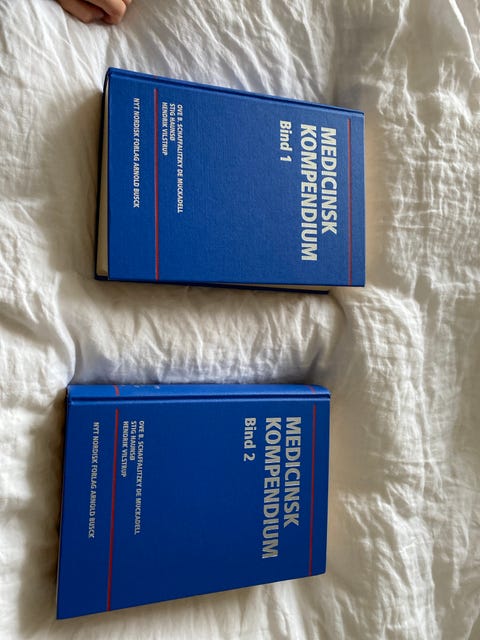 MEDICINSK
KOMPENDIUM
Bind 1
OVE B. SCHAFFALITZKY DE MUCKADELL
STIG HAUNSØ
HENDRIK VILSTRUP
NYT NORDISK FORLAG ARNOLD BUSCK
MEDICINSK
KOMPENDIUM
Bind 2
OVE B. SCHAFFALITZKY DE MUCKADELL
STIG HAUNSØ
HENDRIK VILSTRUP
NYT NORDISK FORLAG ARNOLD BUSCK